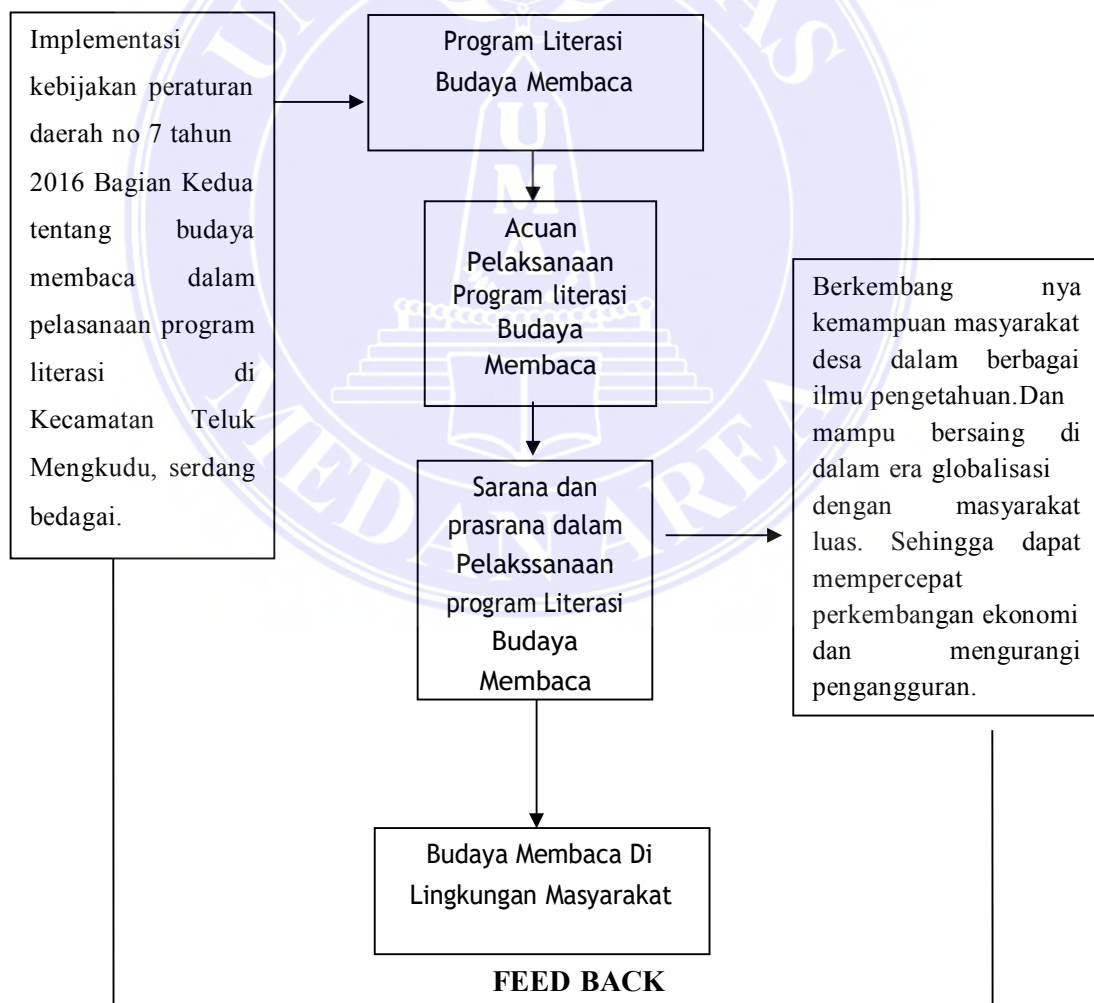 Implementasi
kebijakan peraturan
daerah no 7 tahun
2016 Bagian Kedua
tentang budaya
membaca dalam
pelasanaan program
literasi di
Kecamatan Teluk
Mengkudu, serdang
bedagai.
Program Literasi
Budaya Membaca
Acuan
Pelaksanaan
Program literasi
Budaya
Membaca
Sarana dan
prasrana dalam
Pelakssanaan
program Literasi
Budaya
Membaca
Berkembang nya
kemampuan masyarakat
desa dalam berbagai
ilmu pengetahuan.Dan
mampu bersaing di
dalam era globalisasi
dengan masyarakat
luas. Sehingga dapat
mempercepat
perkembangan ekonomi
dan mengurangi
pengangguran.
Budaya Membaca Di
Lingkungan Masyarakat
FEED BACK
UMA
MEDAN AREA